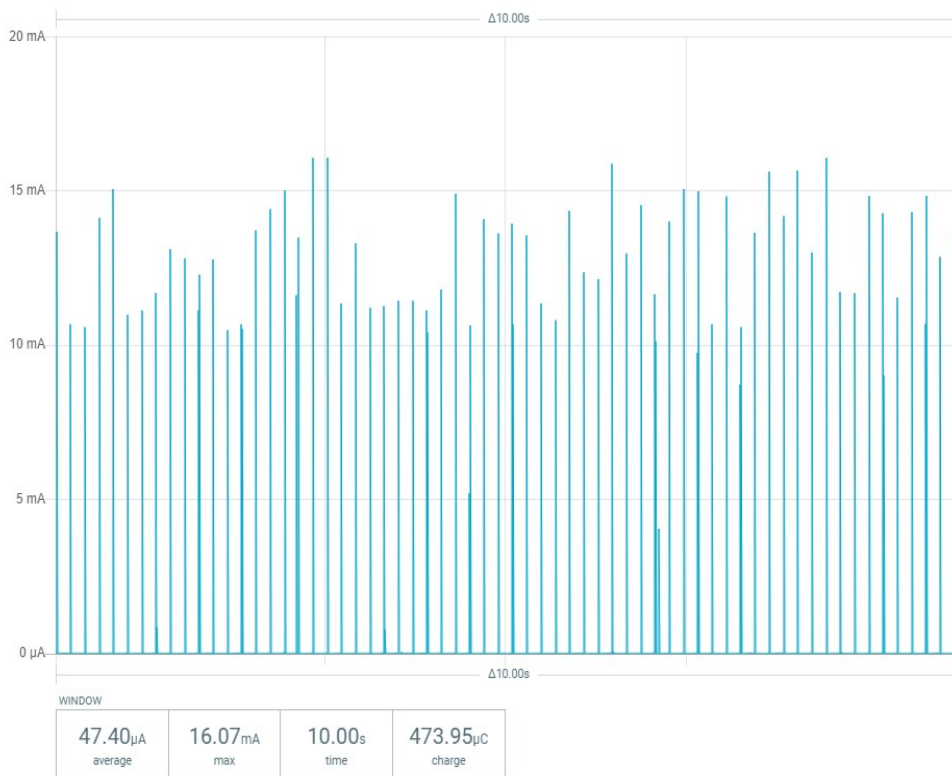 Δ10.00s
20 mA
15 mA
10 mA
5 mA
0 µA
Δ10.00s
WINDOW
47.40µA 16.07mA 10.00s 473.95µC
average max time charge